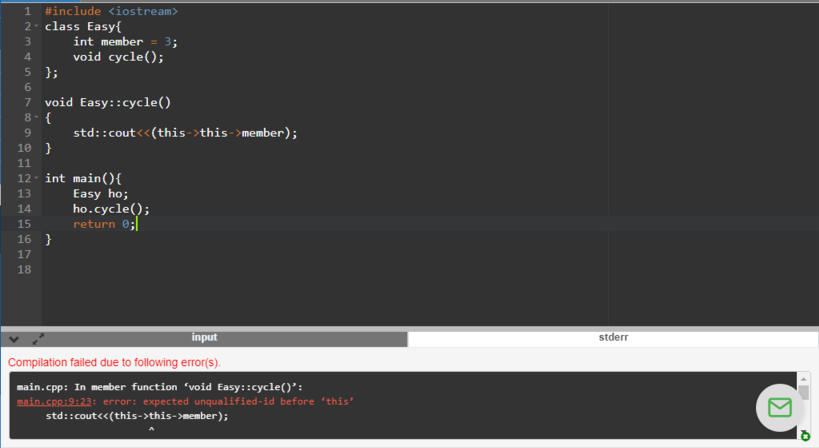 1 #include <iostream>
2 class Easy{
3 int member = 3;
4 void cycle();
5 };
6
7 void Easy::cycle()
8 {
9 std::cout<<(this->this->member);
10 }
11
12 int main(){
13 Easy ho;
14 ho.cycle();
15 return 0;
16 }
17
18
input stderr
Compilation failed due to following error(s).
main.cpp: In member function ‘void Easy::cycle()’:
main.cpp:9:23: error: expected unqualified-id before ‘this’
std::cout<<(this->this->member);
^